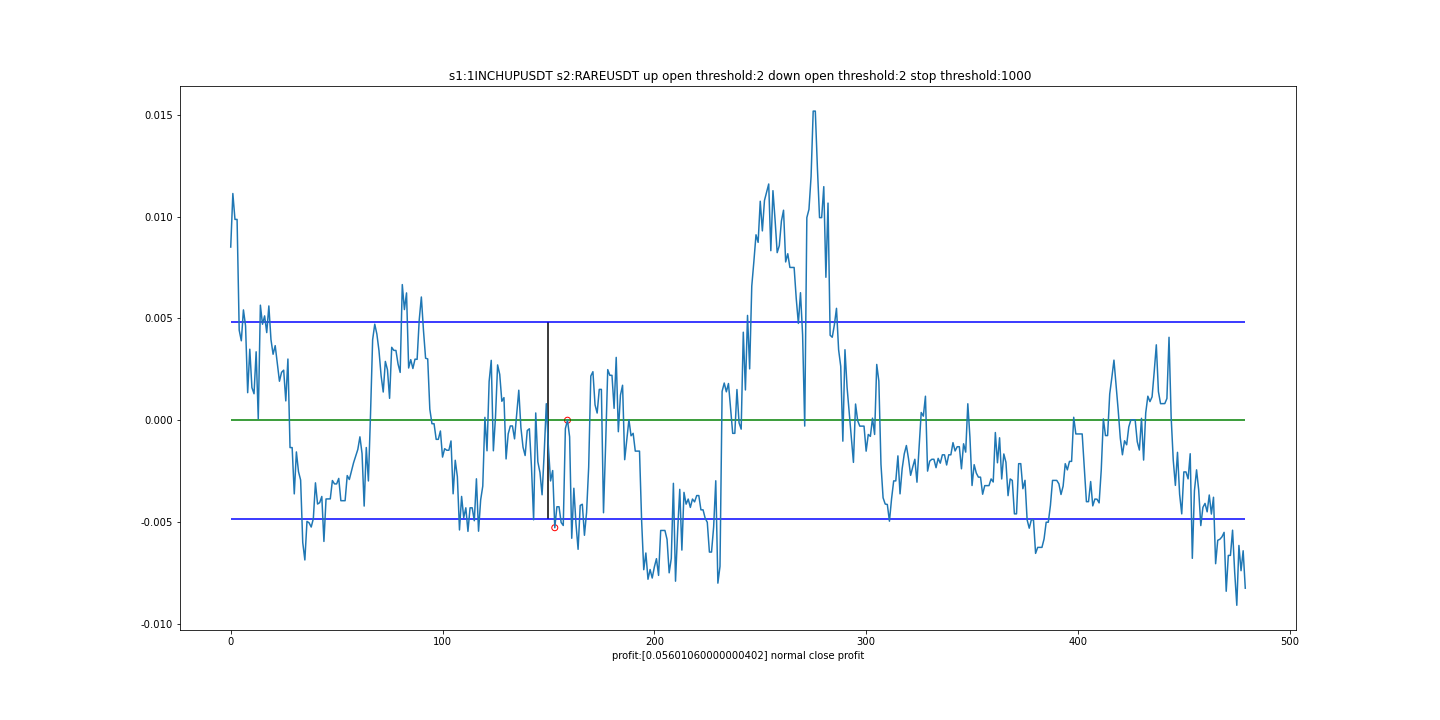 s1:1INCHUPUSDT s2:RAREUSDT up open threshold:2 down open threshold:2 stop threshold:1000
0.015
0.010
0.005
0.000
-0.005
-0.010
0 100 200 300 400 500
profit:[0.05601060000000402] normal close profit